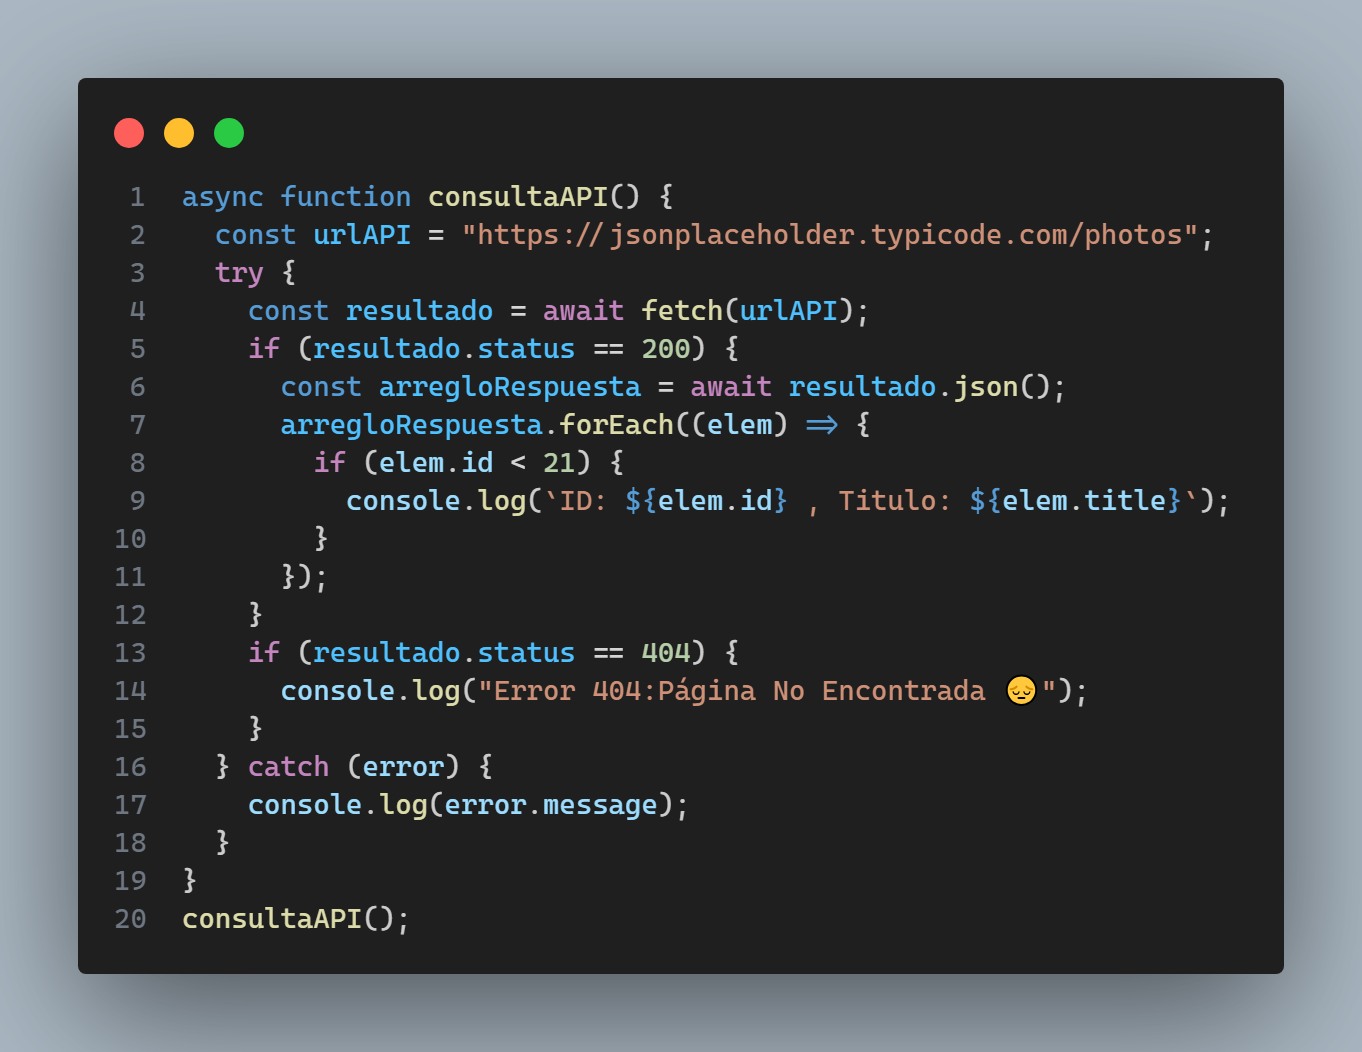 1 async function consultaAPI() {
2 const urlAPI = "https://jsonplaceholder.typicode.com/photos";
3 try {
4 const resultado = await fetch(urlAPI);
5 if (resultado.status == 200) {
6 const arregloRespuesta = await resultado.json();
7 arregloRespuesta.forEach((elem) => {
8 if (elem.id < 21) {
9 console.log(`ID: ${elem.id} , Titulo: ${elem.title}`);
10 }
11 });
12 }
13 if (resultado.status == 404) {
14 console.log("Error 404:Página No Encontrada 😔");
15 }
16 } catch (error) {
17 console.log(error.message);
18 }
19 }
20 consultaAPI();